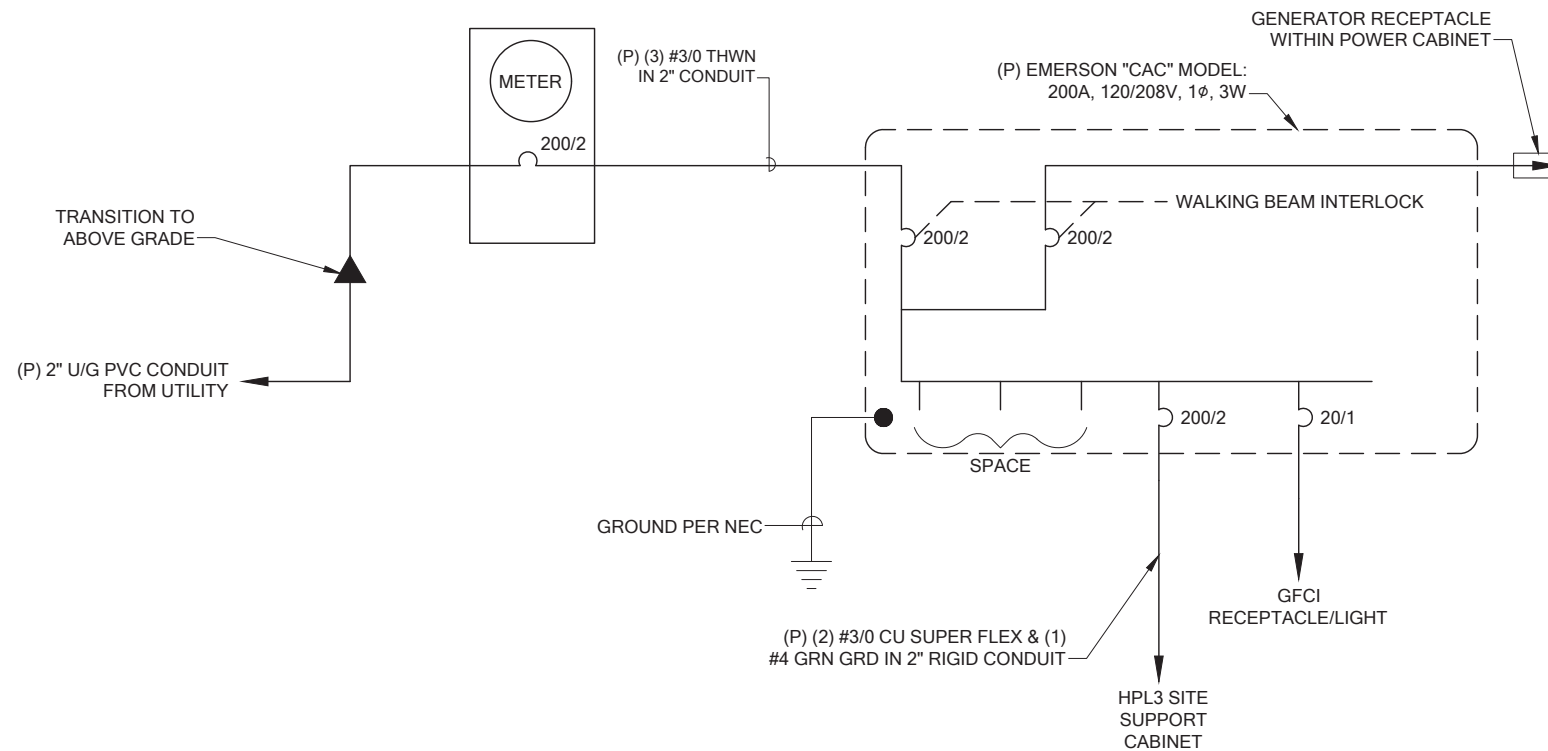 GENERATOR RECEPTACLE
WITHIN POWER CABINET
(P) (3) #3/0 THWN
IN 2" CONDUIT
(P) EMERSON "CAC" MODEL:
200A, 120/208V, 1ϕ, 3W
METER
200/2
TRANSITION TO
ABOVE GRADE
WALKING BEAM INTERLOCK
200/2
200/2
(P) 2" U/G PVC CONDUIT
FROM UTILITY
200/2
20/1
SPACE
GROUND PER NEC
GFCI
RECEPTACLE/LIGHT
(P) (2) #3/0 CU SUPER FLEX & (1)
#4 GRN GRD IN 2" RIGID CONDUIT
HPL3 SITE
SUPPORT
CABINET